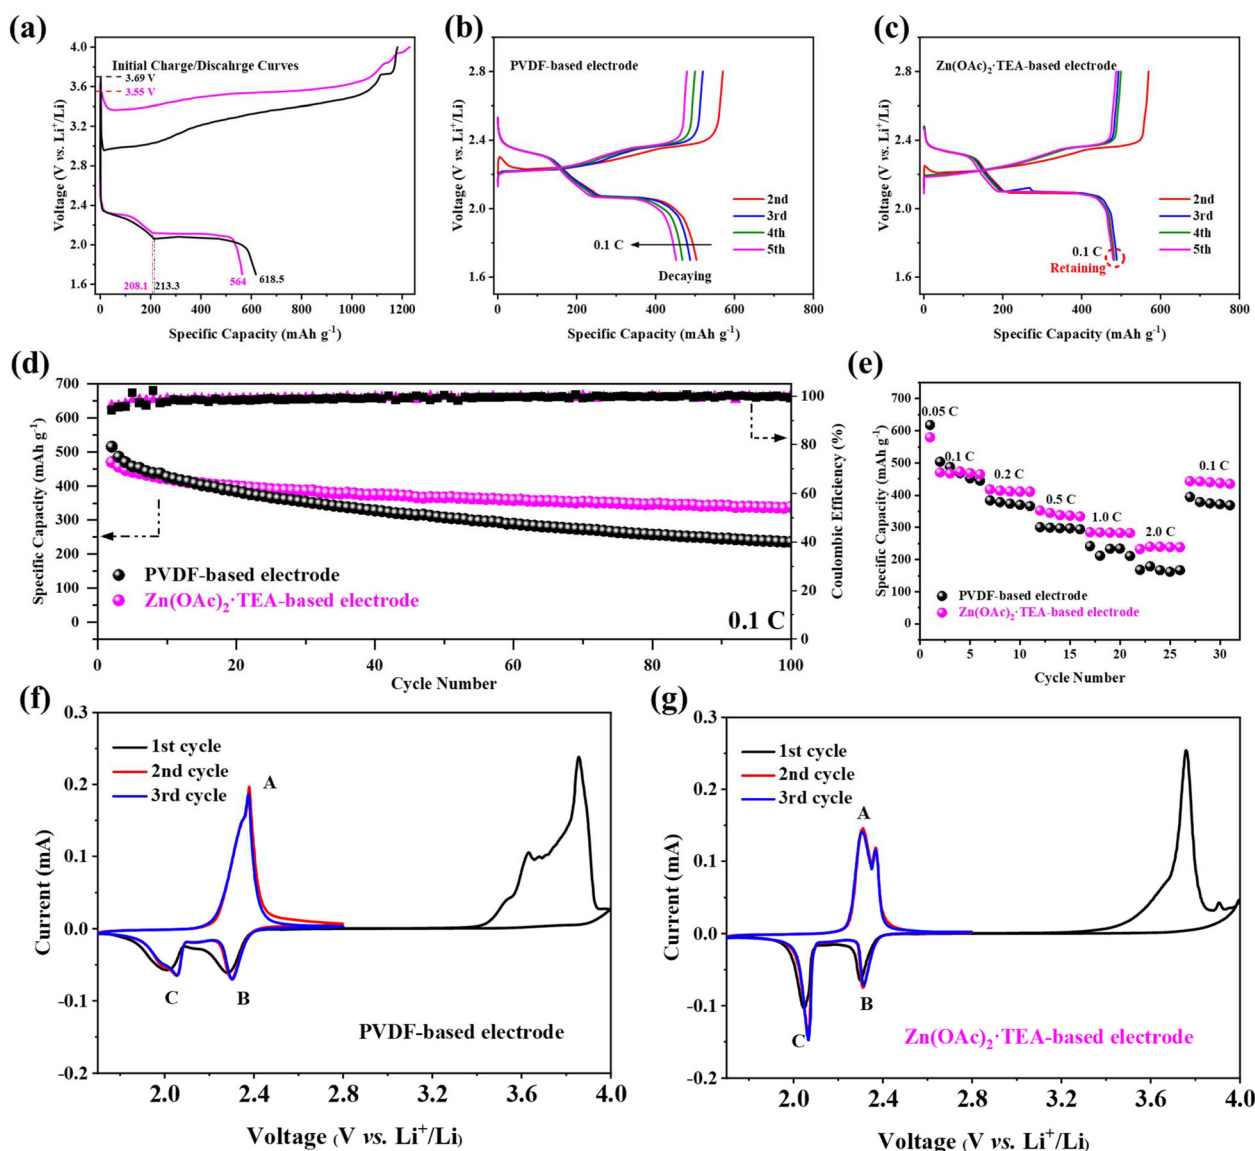 (a)
4.0
3.6
3.2
2.8
2.4
2.0
1.6
Voltage (V vs. Li⁺/Li)
Initial Charge/Discahrge Curves
3.69 V
3.55 V
208.1
213.3
564
618.5
0 200 400 600 800 1000 1200
Specific Capacity (mAh g⁻¹)
(b)
2.8
2.4
2.0
1.6
Voltage (V vs. Li⁺/Li)
PVDF-based electrode
2nd
3rd
4th
5th
0.1 C
Decaying
0 200 400 600 800
Specific Capacity (mAh g⁻¹)
(c)
2.8
2.4
2.0
1.6
Voltage (V vs. Li⁺/Li)
Zn(OAc)₂·TEA-based electrode
2nd
3rd
4th
5th
0.1 C
Retaining
0 200 400 600 800
Specific Capacity (mAh g⁻¹)
(d)
700
650
400
350
300
250
0
Specific Capacity (mAh g⁻¹)
PVDF-based electrode
Zn(OAc)₂·TEA-based electrode
0.1 C
100
80
60
40
20
0
Coulombic Efficiency (%)
0 20 40 60 80 100
Cycle Number
(e)
700
600
500
400
300
200
100
0
Specific Capacity (mAh g⁻¹)
0.05 C
0.1 C
0.2 C
0.5 C
1.0 C
2.0 C
0.1 C
PVDF-based electrode
Zn(OAc)₂·TEA-based electrode
0 5 10 15 20 25 30
Cycle Number
(f)
0.3
0.2
0.1
0.0
-0.1
-0.2
Current (mA)
1st cycle
2nd cycle
3rd cycle
A
B
C
PVDF-based electrode
2.0 2.4 2.8 3.2 3.6 4.0
Voltage (V vs. Li⁺/Li)
(g)
0.3
0.2
0.1
0.0
-0.1
-0.2
Current (mA)
1st cycle
2nd cycle
3rd cycle
A
B
C
Zn(OAc)₂·TEA-based electrode
2.0 2.4 2.8 3.2 3.6 4.0
Voltage (V vs. Li⁺/Li)